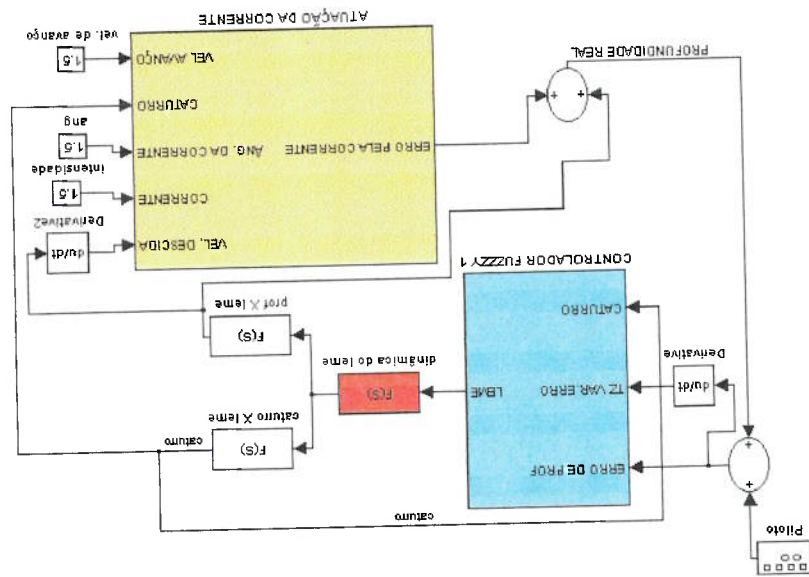 Piloto
caturro
ERRO DE PROF
TZ VAR ERRO
LEME
CATURRO
CONTROLADOR FUZZZY 1
du/dt
Derivative
F(S)
caturro X leme
caturro
F(S)
dinâmica do leme
F(S)
prof X leme
PROFUNDIDADE REAL
du/dt
Derivative2
1.5
intensidade
1.5
ang
1.5
vel. de avanço
VEL. DESCIDA
CORRENTE
ÂNG. DA CORRENTE
ERRO PELA CORRENTE
CATURRO
VEL AVANÇO
ATUAÇÃO DA CORRENTE
+
+
+
+